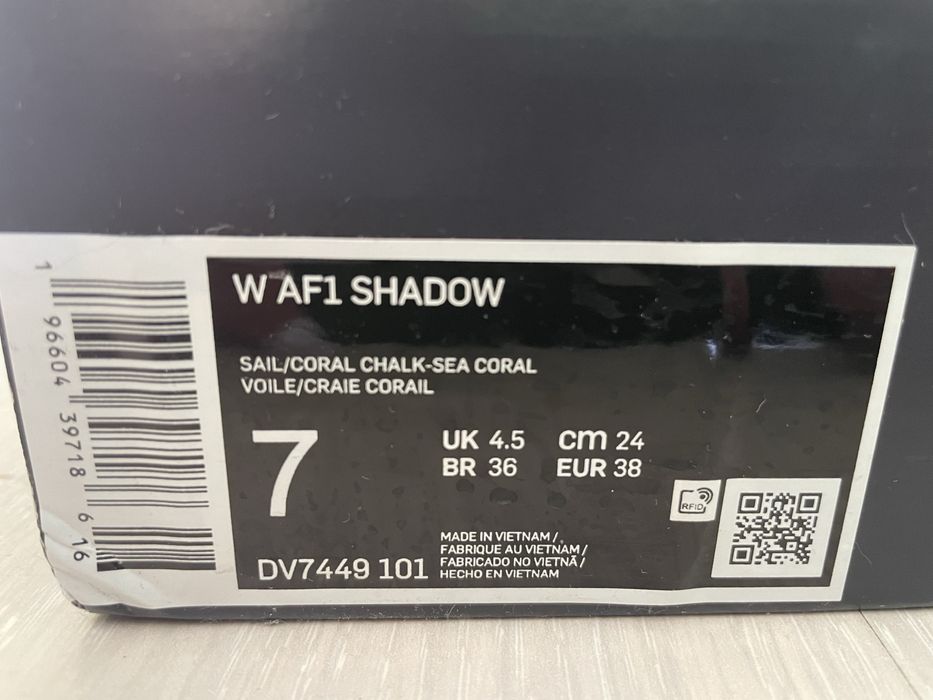 W AF1 SHADOW
SAIL/CORAL CHALK-SEA CORAL
VOILE/CRAIE CORAIL
7
UK 4.5 cm 24
BR 36 EUR 38
RFID
MADE IN VIETNAM /
FABRIQUE AU VIETNAM /
FABRICADO NO VIETNÃ /
HECHO EN VIETNAM
DV7449 101
1 96604 39718 6 16